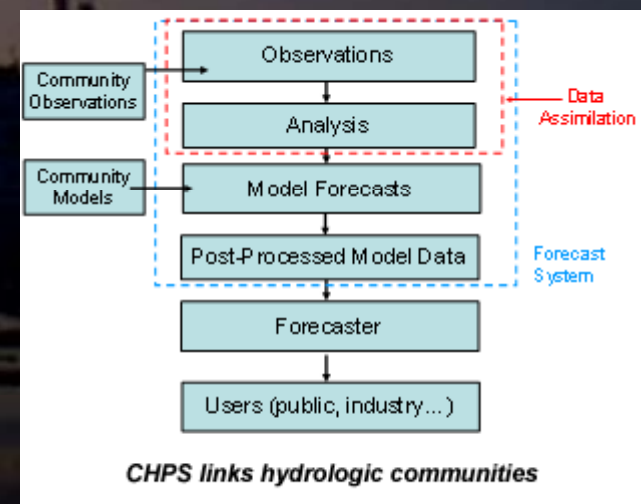 Observations
Community
Observations
Data
Assimilation
Analysis
Community
Models
Model Forecasts
Post-Processed Model Data
Forecast
System
Forecaster
Users (public, industry...)
CHPS links hydrologic communities